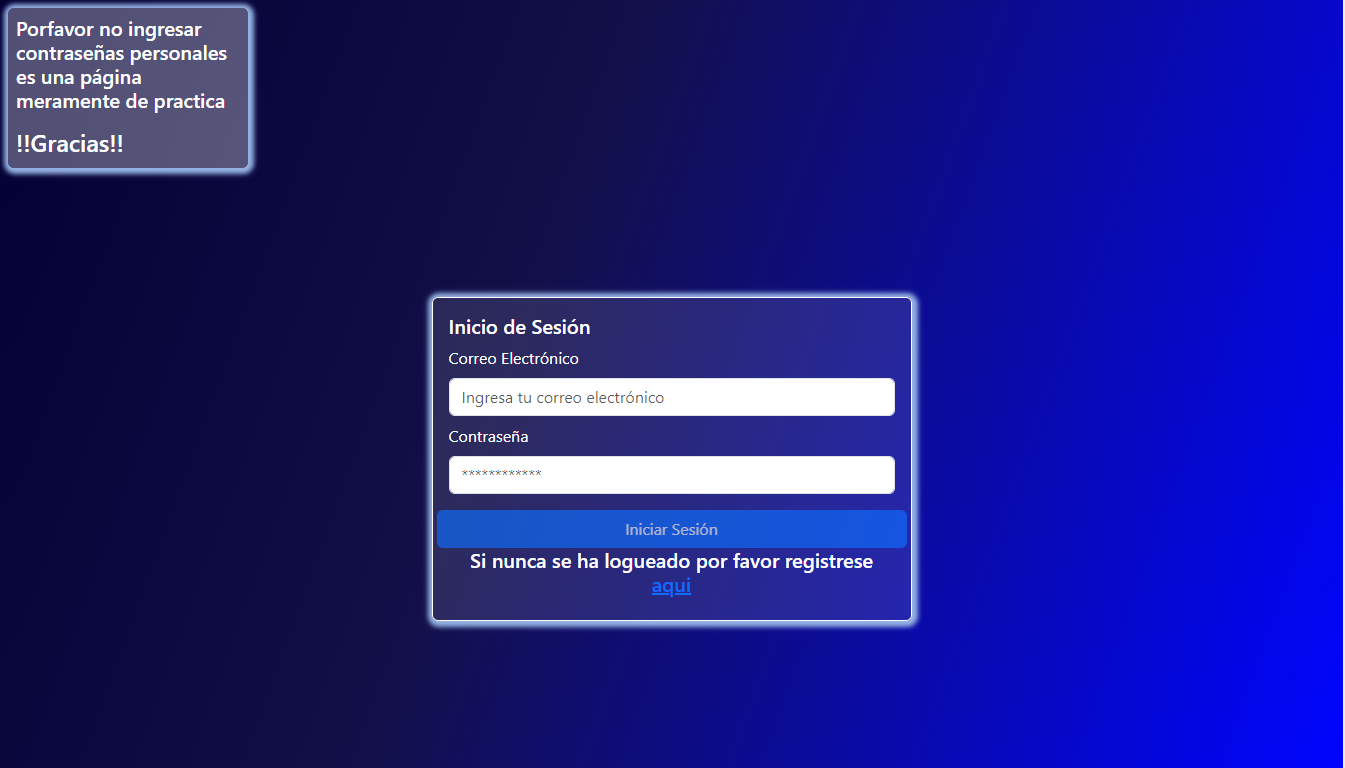 Porfavor no ingresar
contraseñas personales
es una página
meramente de practica
!!Gracias!!
Inicio de Sesión
Correo Electrónico
Ingresa tu correo electrónico
Contraseña
************
Iniciar Sesión
Si nunca se ha logueado por favor registrese
aqui